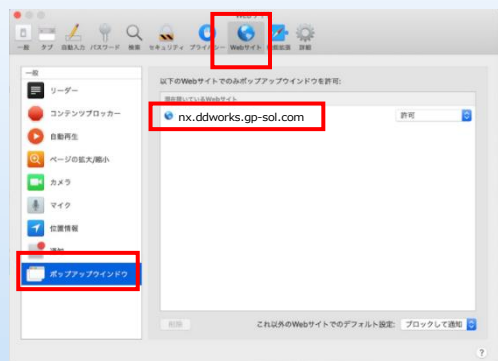 Webサイト
一般 タブ 自動入力 パスワード 検索 セキュリティ プライバシー Webサイト 機能拡張 詳細
一般
リーダー
コンテンツブロッカー
自動再生
ページの拡大/縮小
カメラ
マイク
位置情報
通知
ポップアップウインドウ
以下のWebサイトでのみポップアップウインドウを許可:
現在開いているWebサイト
nx.ddworks.gp-sol.com
許可
削除
これ以外のWebサイトでのデフォルト設定: ブロックして通知
?